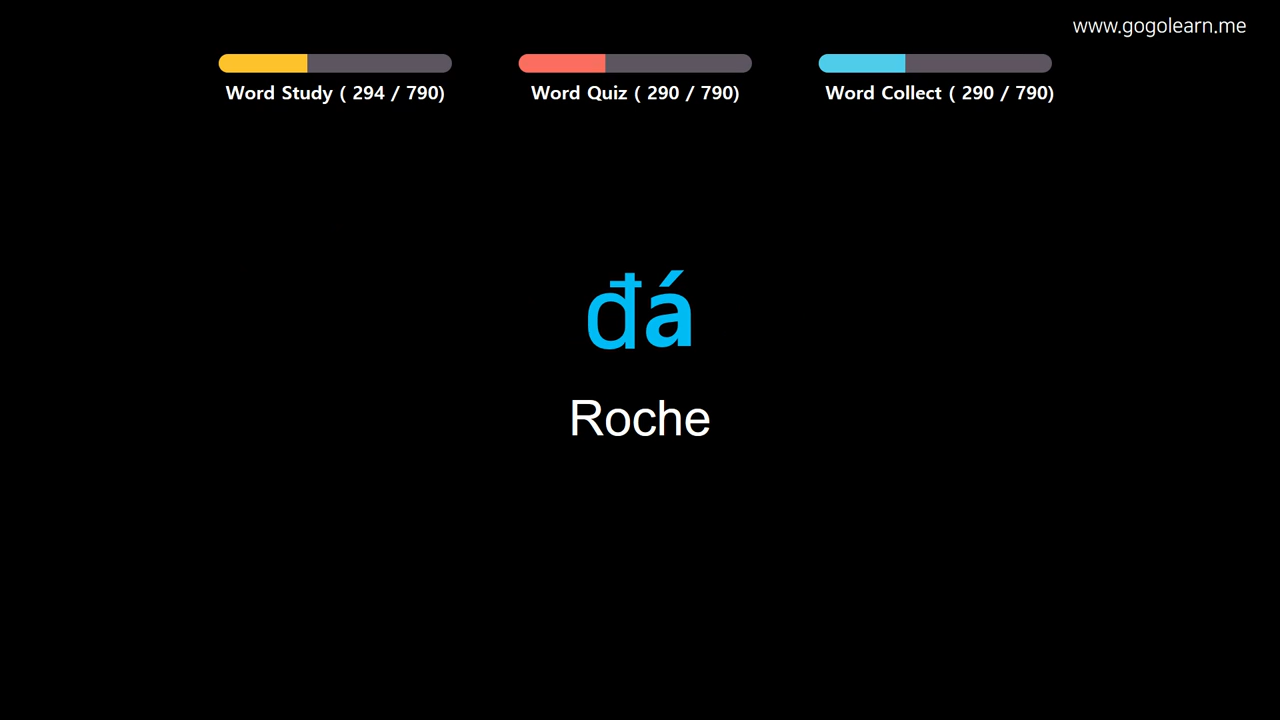 www.gogolearn.me
Word Study ( 294 / 790)
Word Quiz ( 290 / 790)
Word Collect ( 290 / 790)
đá
Roche